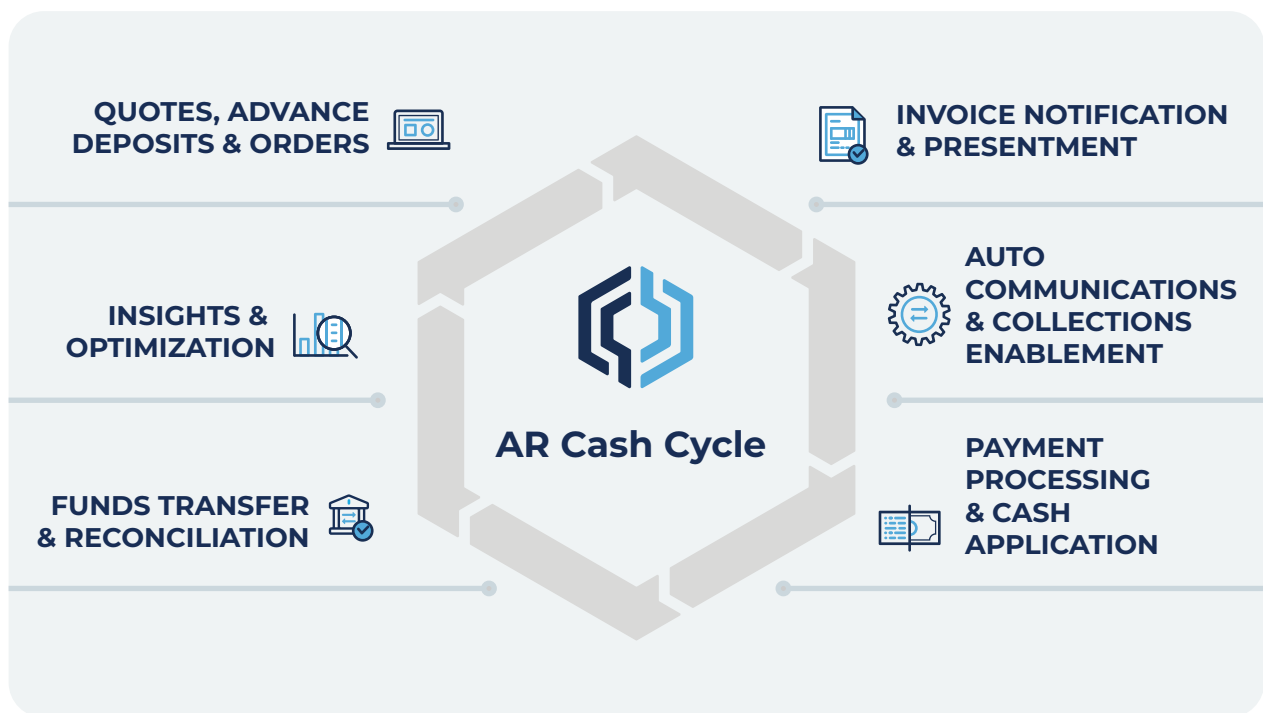 QUOTES, ADVANCE
DEPOSITS & ORDERS
INVOICE NOTIFICATION
& PRESENTMENT
INSIGHTS &
OPTIMIZATION
AUTO
COMMUNICATIONS
& COLLECTIONS
ENABLEMENT
AR Cash Cycle
FUNDS TRANSFER
& RECONCILIATION
PAYMENT
PROCESSING
& CASH
APPLICATION